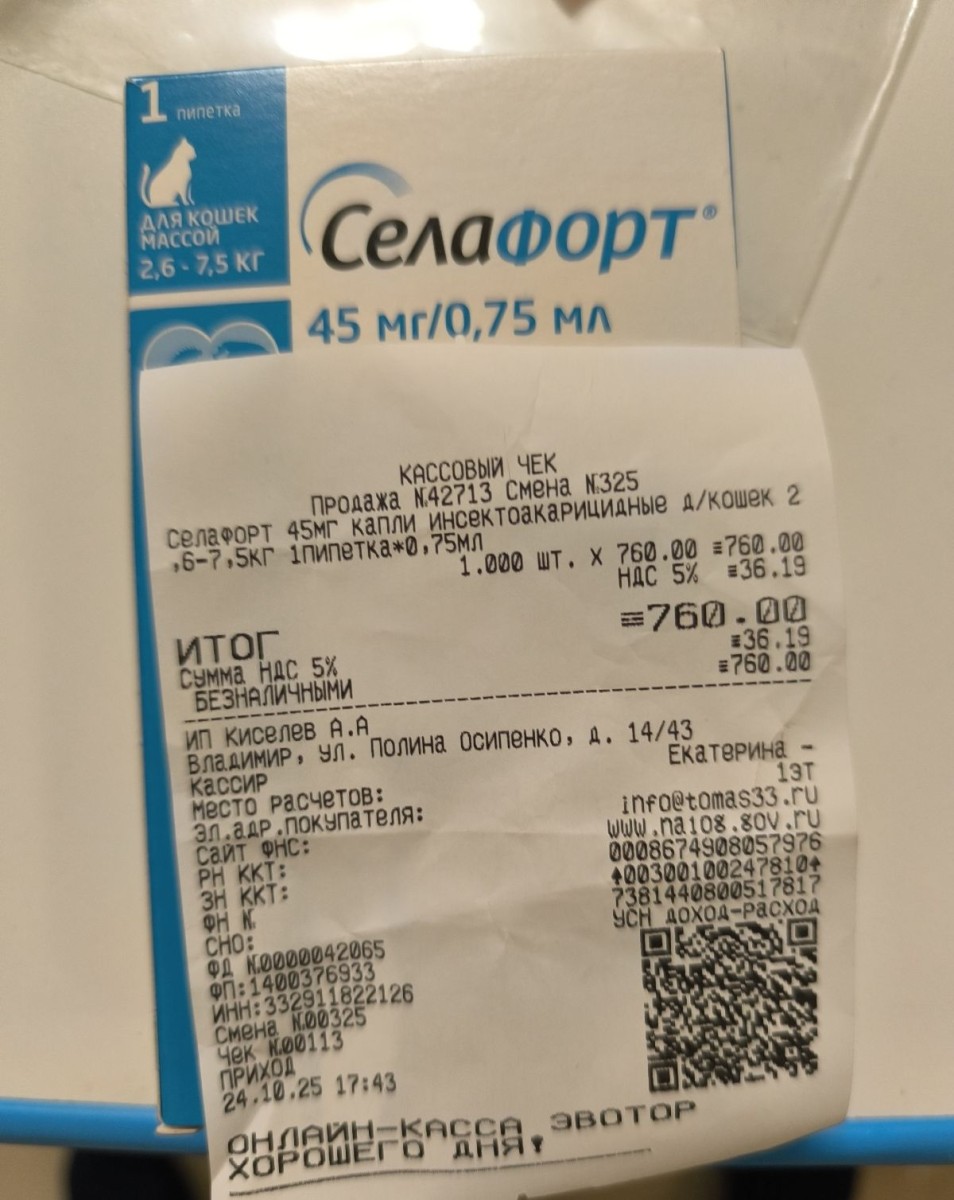 1 пипетка
ДЛЯ КОШЕК
МАССОЙ
2,6 - 7,5 КГ
Селафорт®
45 мг/0,75 мл
КАССОВЫЙ ЧЕК
Продажа №42713 Смена №325
Селафорт 45мг капли инсектоакарицидные д/кошек 2
,6-7,5кг 1пипетка*0,75мл
1.000 шт. X 760.00 ≡760.00
НДС 5% ≡36.19
ИТОГ ≡760.00
Сумма НДС 5% ≡36.19
БЕЗНАЛИЧНЫМИ ≡760.00
ИП Киселев А.А
Владимир, ул. Полина Осипенко, д. 14/43
Кассир Екатерина -
Место расчетов: 1эт
Эл.адр.покупателя: info@tomas33.ru
Сайт ФНС: www.nalog.gov.ru
РН ККТ: 0008674908057976
ЗН ККТ: 00300100247810
ФН № 7381440800517817
СНО: УСН ДОХОД-РАСХОД
ФД №0000042065
ФП:1400376933
ИНН:332911822126
Смена №00325
Чек №00113
ПРИХОД
24.10.25 17:43
ОНЛАЙН-КАССА ЭВОТОР
ХОРОШЕГО ДНЯ!